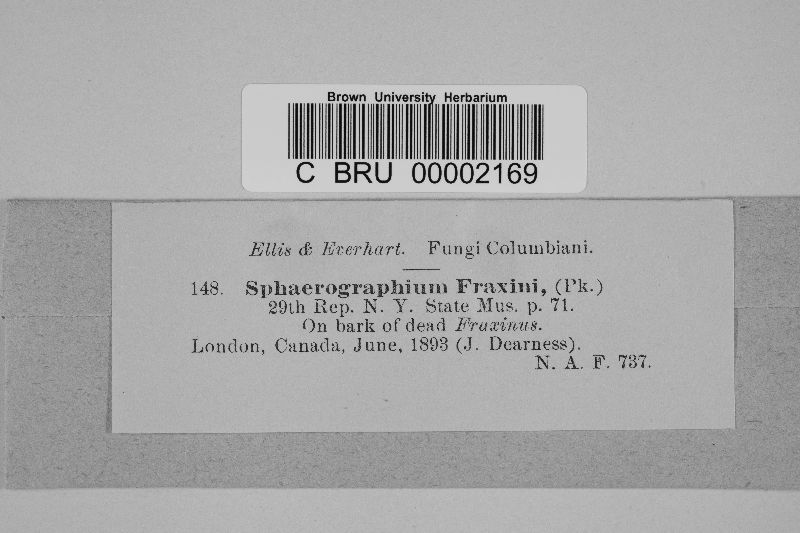 Brown University Herbarium
C BRU 00002169
Ellis & Everhart. Fungi Columbiani.
148. Sphaerographium Fraxini, (Pk.)
29th Rep. N. Y. State Mus. p. 71.
On bark of dead Fraxinus.
London, Canada, June, 1893 (J. Dearness).
N. A. F. 737.